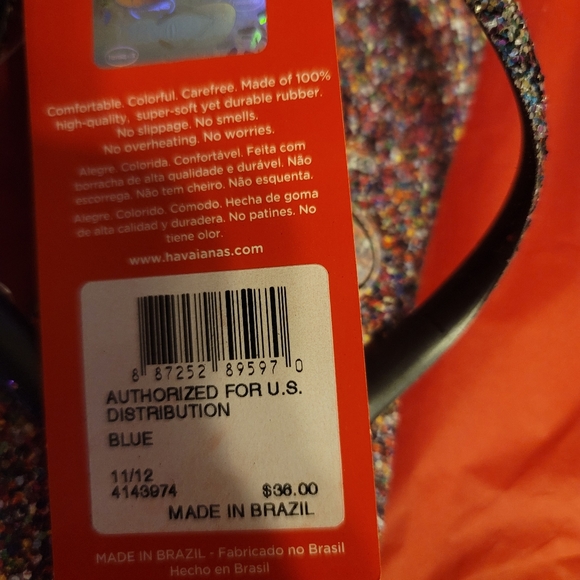 Comfortable. Colorful. Carefree. Made of 100%
high-quality, super-soft yet durable rubber.
No slippage. No smells.
No overheating. No worries.
Alegre. Colorida. Confortável. Feita com
borracha de alta qualidade e durável. Não
escorrega. Não tem cheiro. Não esquenta.
Alegre. Colorido. Cómodo. Hecha de goma
de alta calidad y duradera. No patines. No
tiene olor.
www.havaianas.com
8 87252 89597 0
AUTHORIZED FOR U.S.
DISTRIBUTION
BLUE
11/12
4143974 $36.00
MADE IN BRAZIL
MADE IN BRAZIL - Fabricado no Brasil
Hecho en Brasil